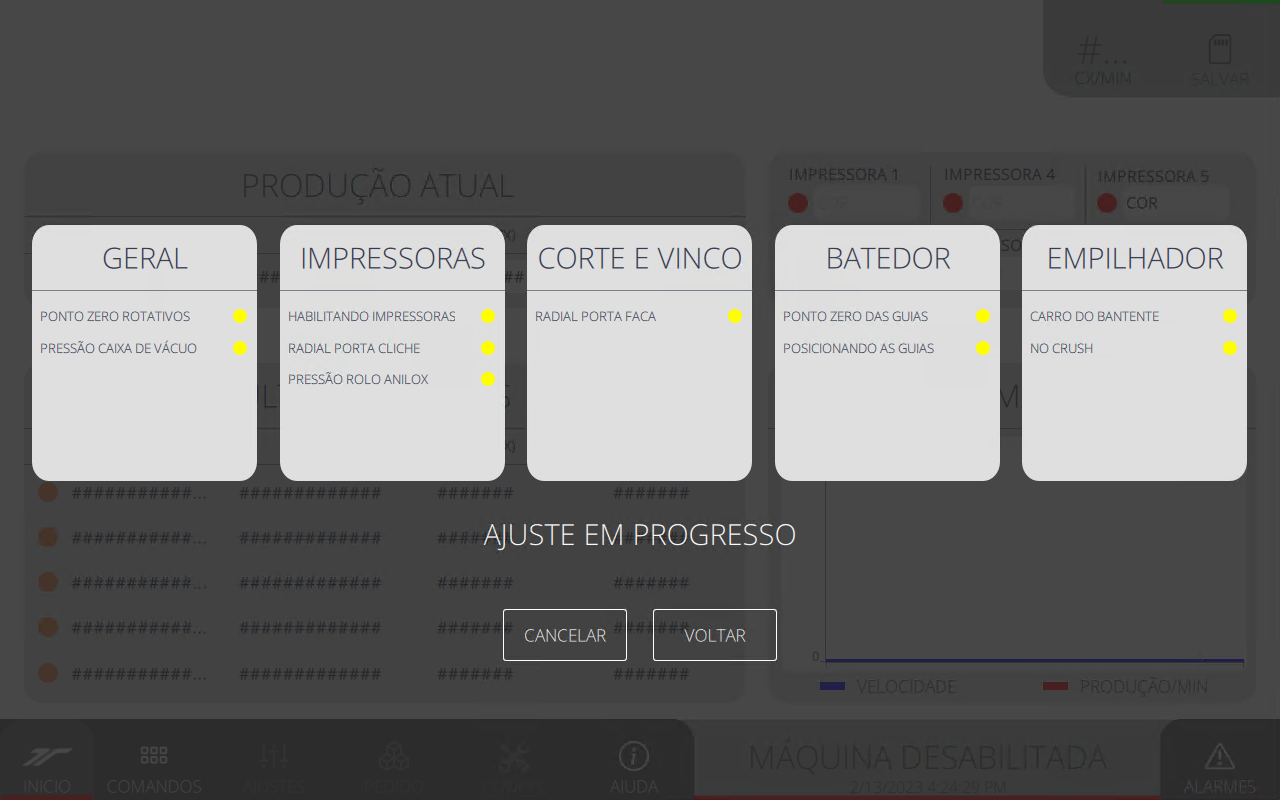 #...
CX/MIN
SALVAR
PRODUÇÃO ATUAL
IMPRESSORA 1
IMPRESSORA 4
IMPRESSORA 5
COR
COR
COR
GERAL
PONTO ZERO ROTATIVOS
PRESSÃO CAIXA DE VÁCUO
IMPRESSORAS
HABILITANDO IMPRESSORAS
RADIAL PORTA CLICHE
PRESSÃO ROLO ANILOX
CORTE E VINCO
RADIAL PORTA FACA
BATEDOR
PONTO ZERO DAS GUIAS
POSICIONANDO AS GUIAS
EMPILHADOR
CARRO DO BANTENTE
NO CRUSH
###########... ############# ####### #######
AJUSTE EM PROGRESSO
###########... ############# #######
###########... ############# ####### #######
###########... ############# #######
###########... ############# ####### #######
CANCELAR
VOLTAR
0
VELOCIDADE
PRODUÇÃO/MIN
INICIO
COMANDOS
AJUSTES
PEDIDO
AJUDA
MÁQUINA DESABILITADA
2/13/2023 4:24:29 PM
ALARMES